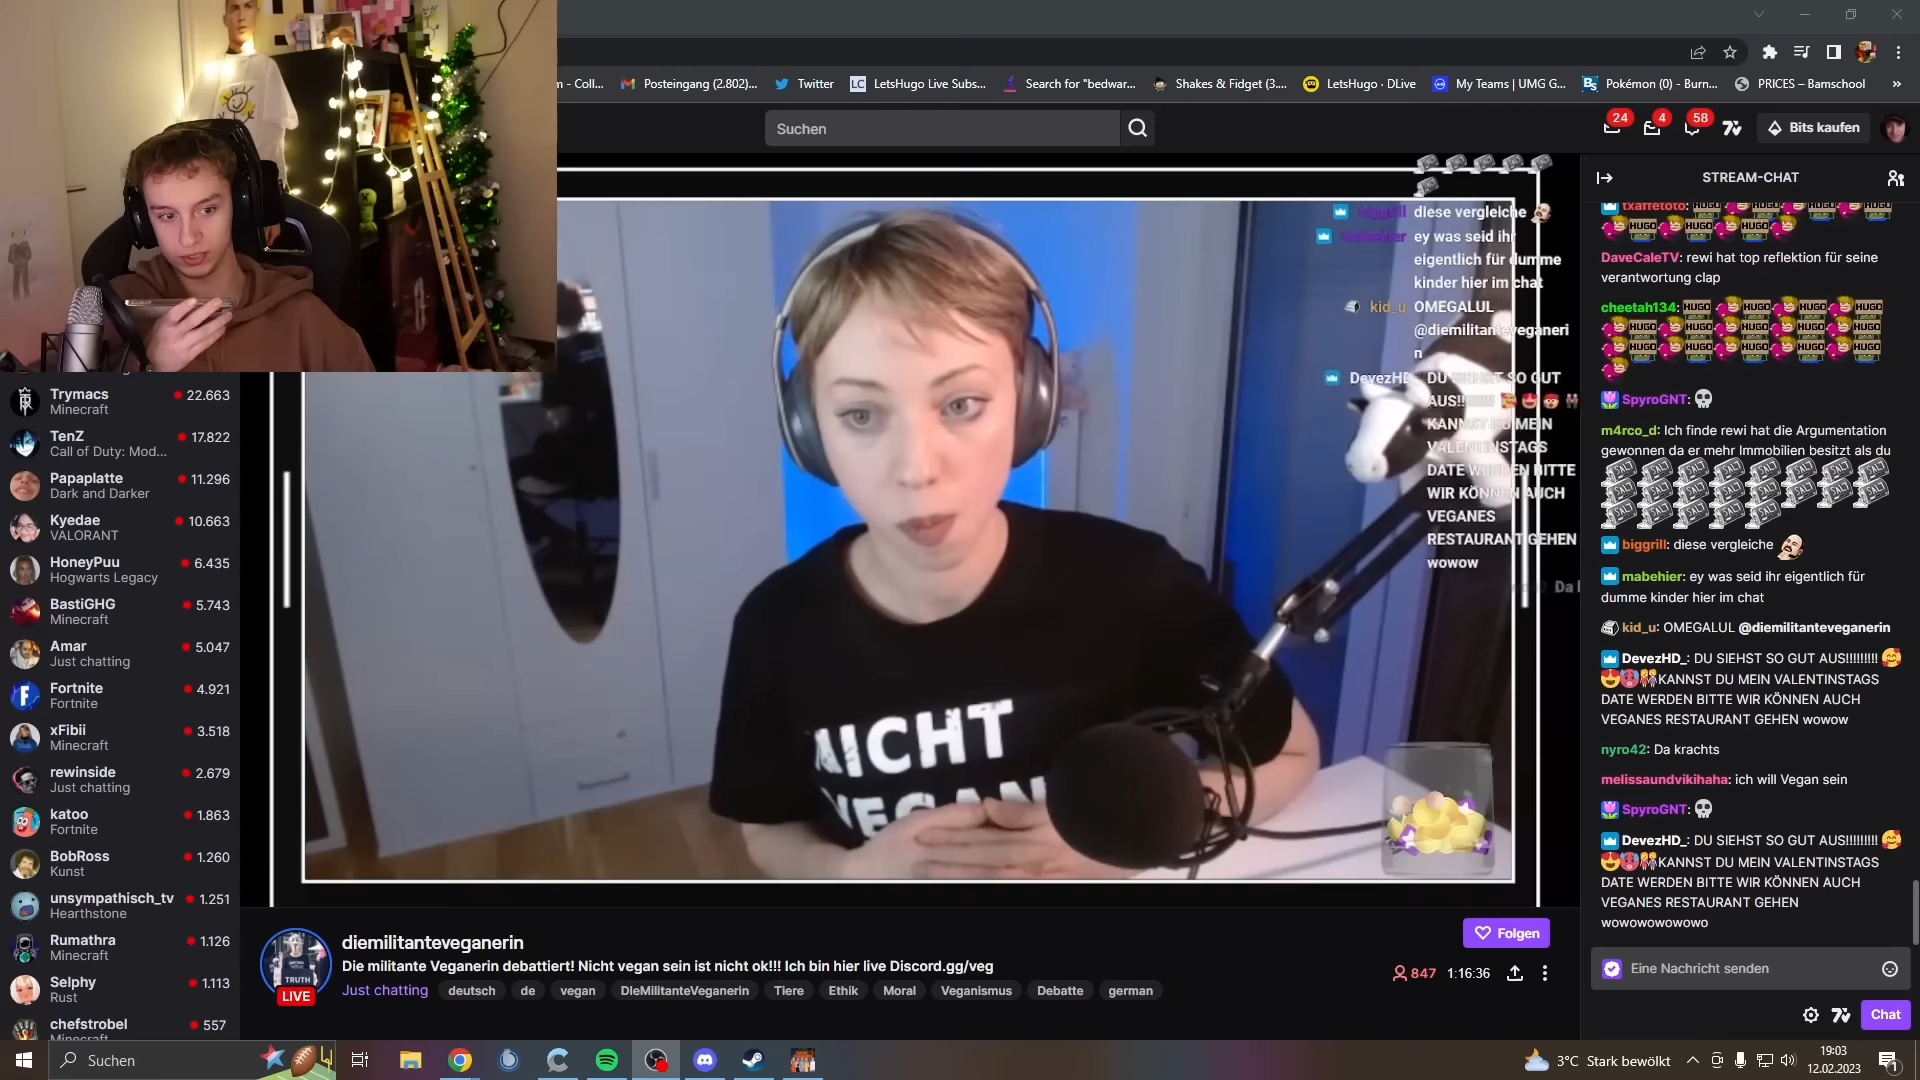 m - Coll...
Posteingang (2.802)...
Twitter
LC
LetsHugo Live Subs...
Search for "bedwar...
Shakes & Fidget (3....
LetsHugo · DLive
My Teams | UMG G...
Bs
Pokémon (0) - Burn...
PRICES – Bamschool
»
Suchen
24
4
58
Bits kaufen
Trymacs
22.663
Minecraft
TenZ
17.822
Call of Duty: Mod...
Papaplatte
11.296
Dark and Darker
Kyedae
10.663
VALORANT
HoneyPuu
6.435
Hogwarts Legacy
BastiGHG
5.743
Minecraft
Amar
5.047
Just chatting
Fortnite
4.921
Fortnite
xFibii
3.518
Minecraft
rewinside
2.679
Just chatting
katoo
1.863
Fortnite
BobRoss
1.260
Kunst
unsympathisch_tv
1.251
Hearthstone
Rumathra
1.126
Minecraft
Selphy
1.113
Rust
chefstrobel
557
Minecraft
biggrill diese vergleiche
mabehier ey was seid ihr
eigentlich für dumme
kinder hier im chat
kid_u OMEGALUL
@diemilitanteveganeri
n
DevezHD_ DU SIEHST SO GUT
AUS!!!!!!!!!
KANNST DU MEIN
VALENTINSTAGS
DATE WERDEN BITTE
WIR KÖNNEN AUCH
VEGANES
RESTAURANT GEHEN
wowow
Da
NICHT
VEGAN
diemilitanteveganerin
Die militante Veganerin debattiert! Nicht vegan sein ist nicht ok!!! Ich bin hier live Discord.gg/veg
Just chatting
deutsch
de
vegan
DIeMilitanteVeganerin
Tiere
Ethik
Moral
Veganismus
Debatte
german
TRUTH
LIVE
Folgen
847
1:16:36
STREAM-CHAT
txaffetoto:
DaveCaleTV: rewi hat top reflektion für seine
verantwortung clap
cheetah134:
SpyroGNT:
m4rco_d: Ich finde rewi hat die Argumentation
gewonnen da er mehr Immobilien besitzt als du
biggrill: diese vergleiche
mabehier: ey was seid ihr eigentlich für
dumme kinder hier im chat
kid_u: OMEGALUL @diemilitanteveganerin
DevezHD_: DU SIEHST SO GUT AUS!!!!!!!!!
KANNST DU MEIN VALENTINSTAGS
DATE WERDEN BITTE WIR KÖNNEN AUCH
VEGANES RESTAURANT GEHEN wowow
nyro42: Da krachts
melissaundvikihaha: ich will Vegan sein
SpyroGNT:
DevezHD_: DU SIEHST SO GUT AUS!!!!!!!!!
KANNST DU MEIN VALENTINSTAGS
DATE WERDEN BITTE WIR KÖNNEN AUCH
VEGANES RESTAURANT GEHEN
wowowowowowo
Eine Nachricht senden
Chat
Suchen
3°C Stark bewölkt
19:03
12.02.2023
1